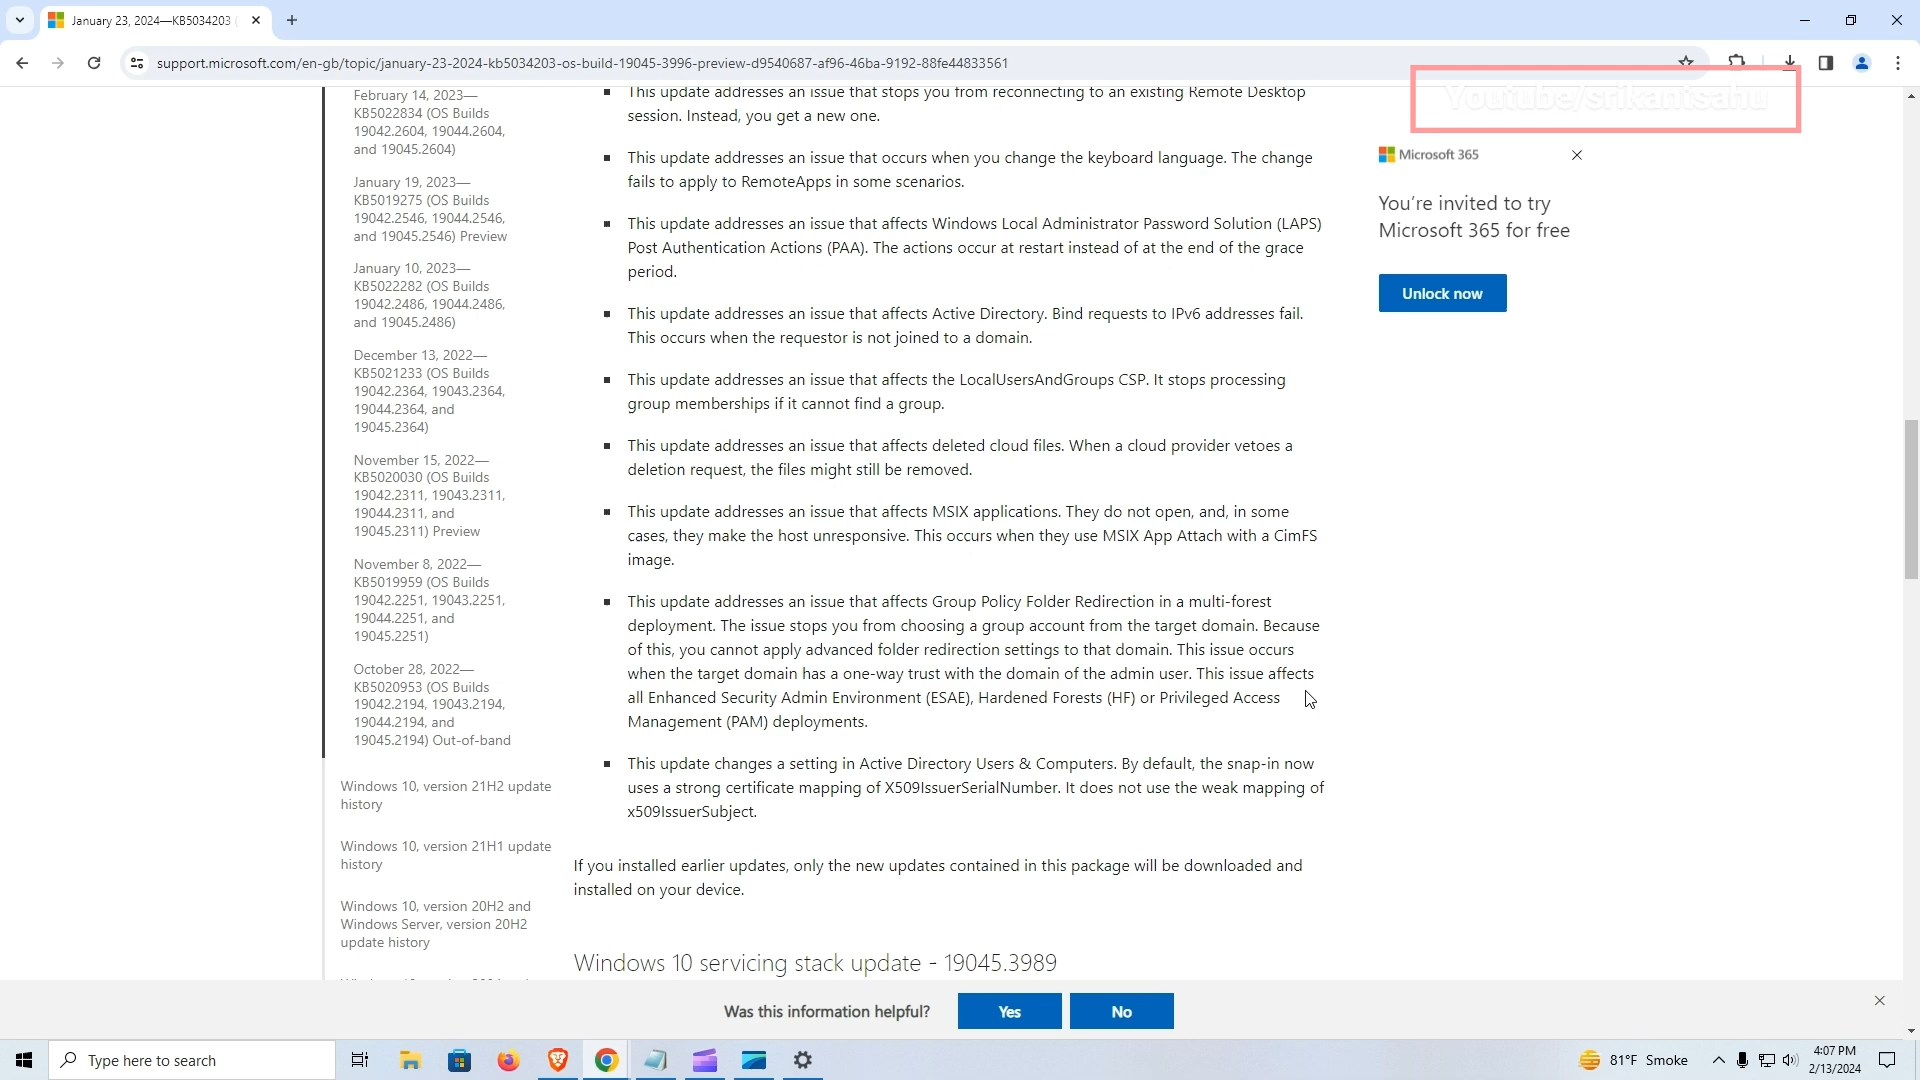 January 23, 2024—KB5034203
support.microsoft.com/en-gb/topic/january-23-2024-kb5034203-os-build-19045-3996-preview-d9540687-af96-46ba-9192-88fe44833561
Youtube/srikantsahu
February 14, 2023—
KB5022834 (OS Builds
19042.2604, 19044.2604,
and 19045.2604)
January 19, 2023—
KB5019275 (OS Builds
19042.2546, 19044.2546,
and 19045.2546) Preview
January 10, 2023—
KB5022282 (OS Builds
19042.2486, 19044.2486,
and 19045.2486)
December 13, 2022—
KB5021233 (OS Builds
19042.2364, 19043.2364,
19044.2364, and
19045.2364)
November 15, 2022—
KB5020030 (OS Builds
19042.2311, 19043.2311,
19044.2311, and
19045.2311) Preview
November 8, 2022—
KB5019959 (OS Builds
19042.2251, 19043.2251,
19044.2251, and
19045.2251)
October 28, 2022—
KB5020953 (OS Builds
19042.2194, 19043.2194,
19044.2194, and
19045.2194) Out-of-band
Windows 10, version 21H2 update
history
Windows 10, version 21H1 update
history
Windows 10, version 20H2 and
Windows Server, version 20H2
update history
This update addresses an issue that stops you from reconnecting to an existing Remote Desktop
session. Instead, you get a new one.
This update addresses an issue that occurs when you change the keyboard language. The change
fails to apply to RemoteApps in some scenarios.
This update addresses an issue that affects Windows Local Administrator Password Solution (LAPS)
Post Authentication Actions (PAA). The actions occur at restart instead of at the end of the grace
period.
This update addresses an issue that affects Active Directory. Bind requests to IPv6 addresses fail.
This occurs when the requestor is not joined to a domain.
This update addresses an issue that affects the LocalUsersAndGroups CSP. It stops processing
group memberships if it cannot find a group.
This update addresses an issue that affects deleted cloud files. When a cloud provider vetoes a
deletion request, the files might still be removed.
This update addresses an issue that affects MSIX applications. They do not open, and, in some
cases, they make the host unresponsive. This occurs when they use MSIX App Attach with a CimFS
image.
This update addresses an issue that affects Group Policy Folder Redirection in a multi-forest
deployment. The issue stops you from choosing a group account from the target domain. Because
of this, you cannot apply advanced folder redirection settings to that domain. This issue occurs
when the target domain has a one-way trust with the domain of the admin user. This issue affects
all Enhanced Security Admin Environment (ESAE), Hardened Forests (HF) or Privileged Access
Management (PAM) deployments.
This update changes a setting in Active Directory Users & Computers. By default, the snap-in now
uses a strong certificate mapping of X509IssuerSerialNumber. It does not use the weak mapping of
x509IssuerSubject.
If you installed earlier updates, only the new updates contained in this package will be downloaded and
installed on your device.
Windows 10 servicing stack update - 19045.3989
Microsoft 365
You're invited to try
Microsoft 365 for free
Unlock now
Was this information helpful?
Yes
No
Type here to search
81°F Smoke
4:07 PM
2/13/2024